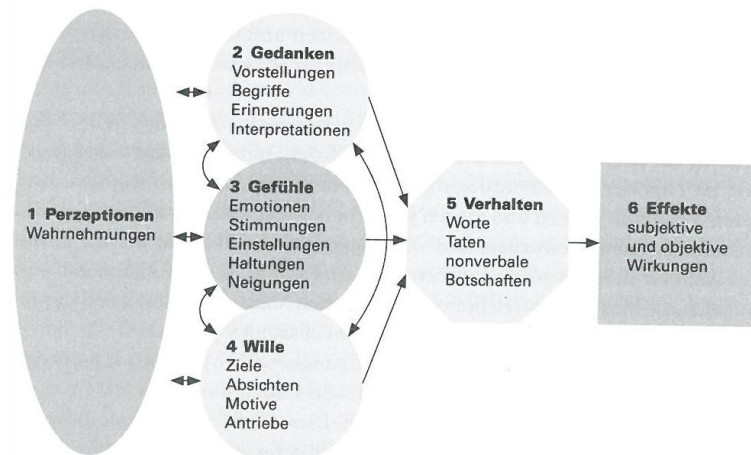 1 Perzeptionen
Wahrnehmungen
2 Gedanken
Vorstellungen
Begriffe
Erinnerungen
Interpretationen
3 Gefühle
Emotionen
Stimmungen
Einstellungen
Haltungen
Neigungen
4 Wille
Ziele
Absichten
Motive
Antriebe
5 Verhalten
Worte
Taten
nonverbale
Botschaften
6 Effekte
subjektive
und objektive
Wirkungen